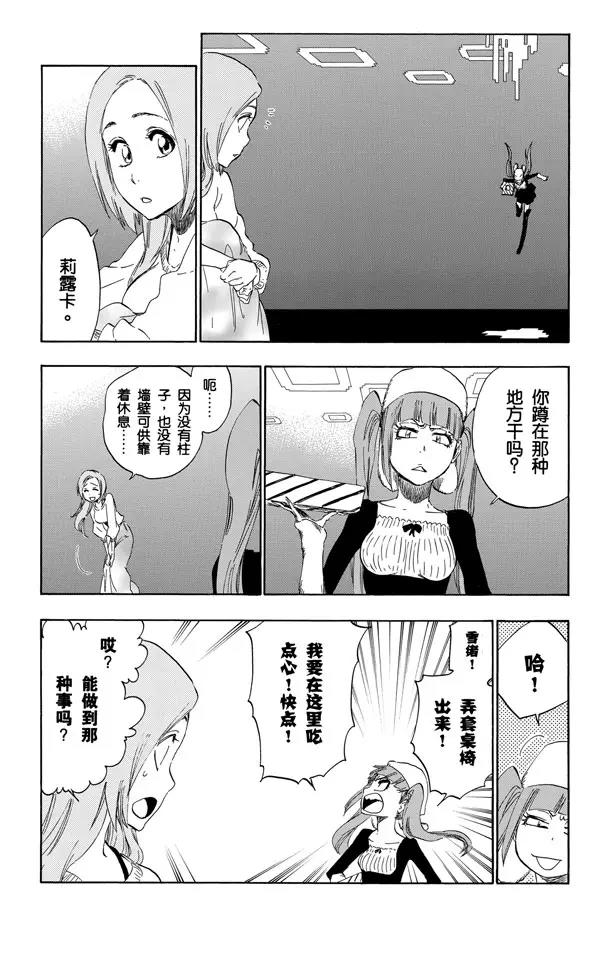 莉露卡。
你蹲在那种
地方干吗？
呃……
因为没有柱
子，也没有
墙壁可供靠
着休息……
哈！
雪绪！
弄套桌椅
出来！
我要在这里吃
点心！快点！
哎？
能做到那
种事吗？